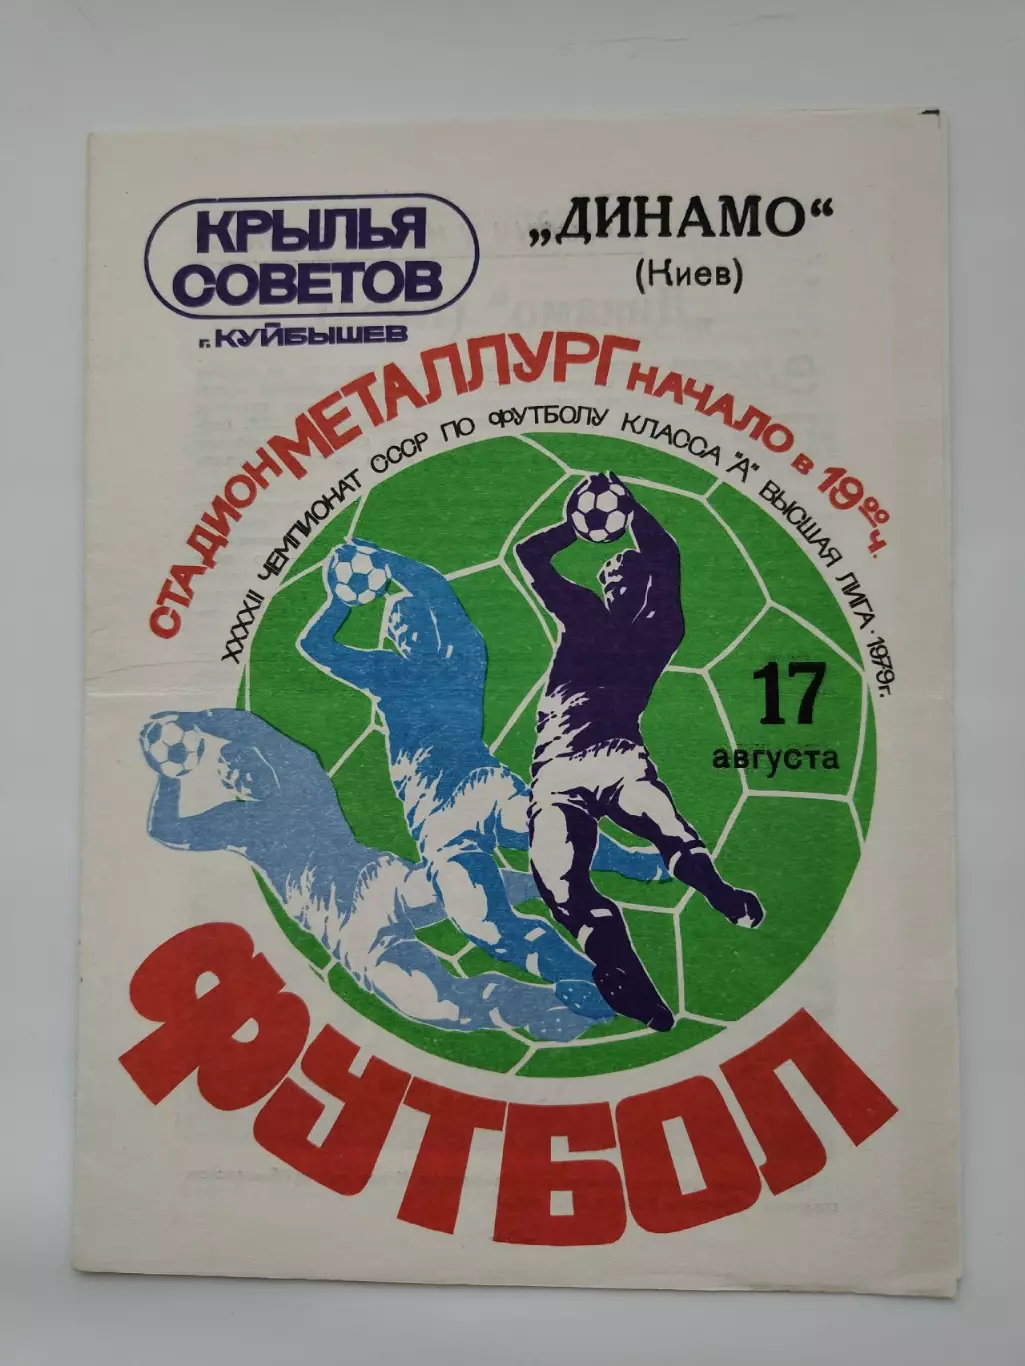 КРЫЛЬЯ
СОВЕТОВ
г. КУЙБЫШЕВ
„ДИНАМО“
(Киев)
СТАДИОН МЕТАЛЛУРГ НАЧАЛО в 19⁰⁰ ч.
XXXXII ЧЕМПИОНАТ СССР ПО ФУТБОЛУ КЛАССА "А" ВЫСШАЯ ЛИГА · 1979г.
17
августа
ФУТБОЛ